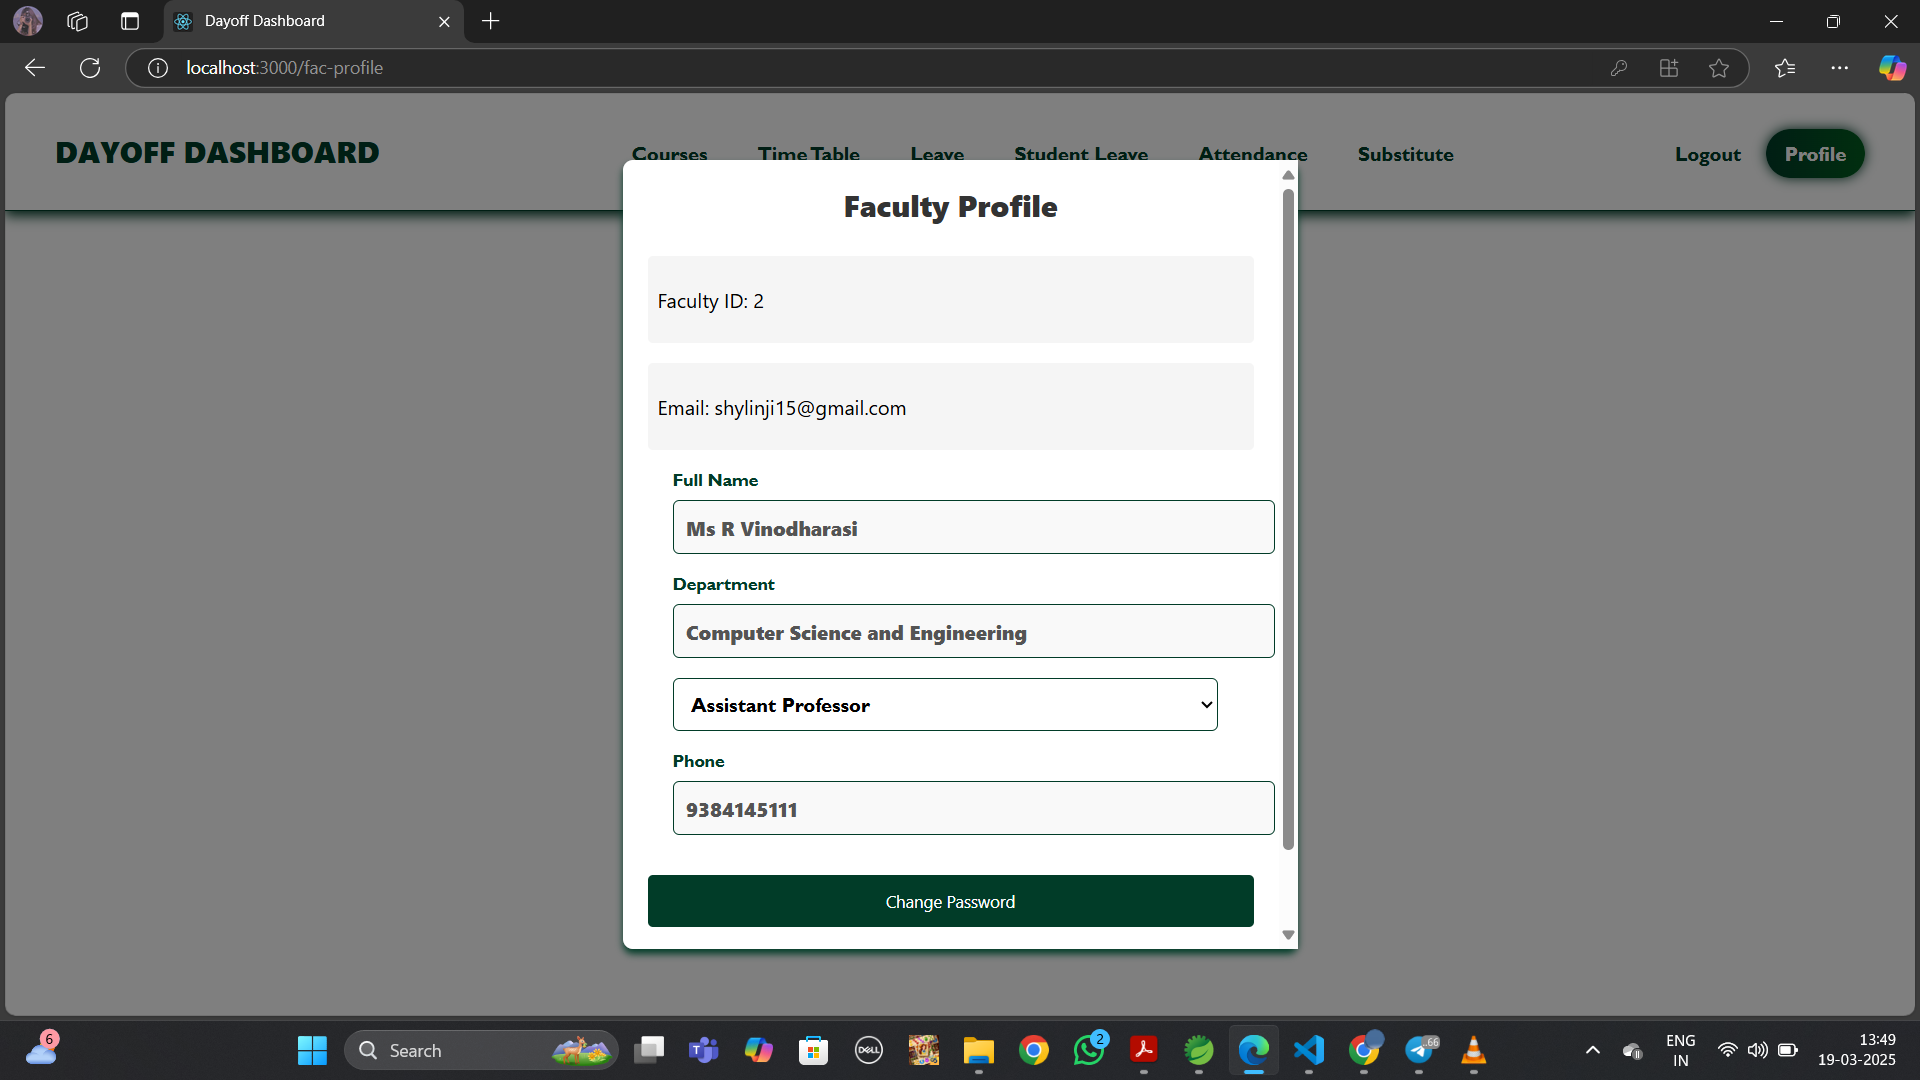 Dayoff Dashboard
localhost:3000/fac-profile
DAYOFF DASHBOARD
Courses
Time Table
Leave
Student Leave
Attendance
Substitute
Logout
Profile
Faculty Profile
Faculty ID: 2
Email: shylinji15@gmail.com
Full Name
Ms R Vinodharasi
Department
Computer Science and Engineering
Assistant Professor
Phone
9384145111
Change Password
6
Search
T
DELL
2
66
ENG
IN
13:49
19-03-2025